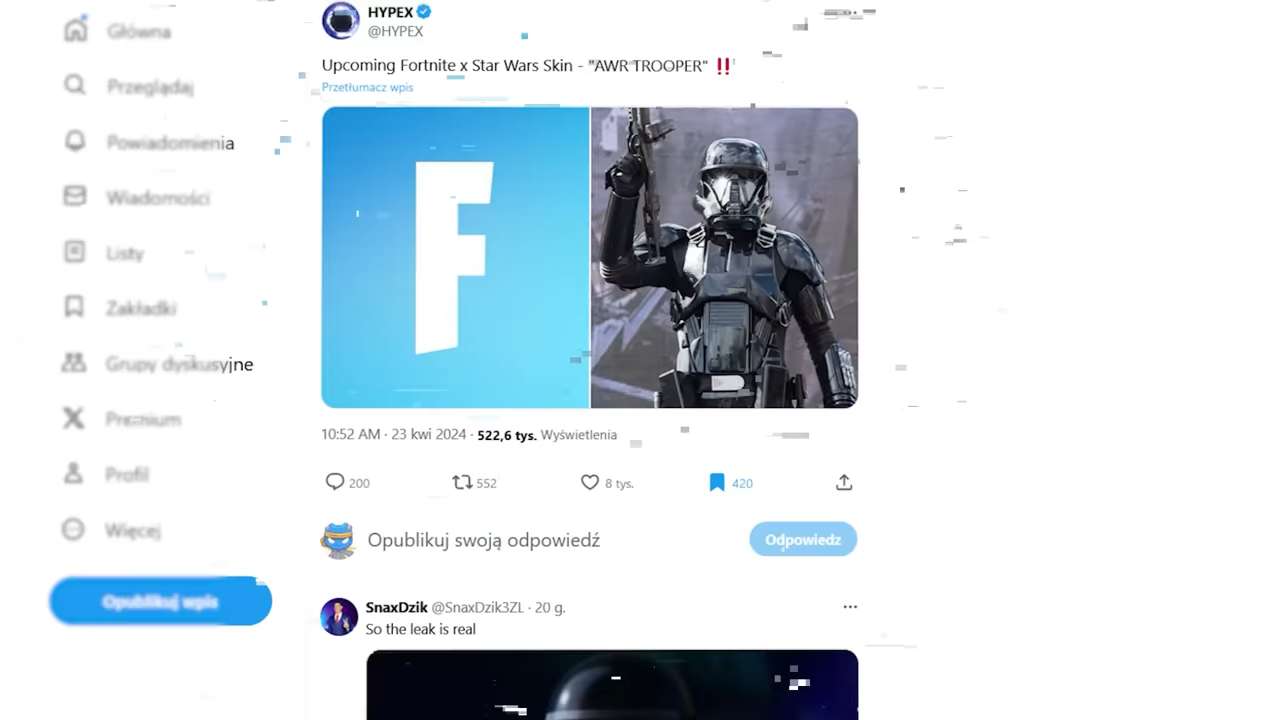 Główna
Przeglądaj
Powiadomienia
Wiadomości
Listy
Zakładki
Grupy dyskusyjne
Premium
Profil
Więcej
Opublikuj wpis
HYPEX
@HYPEX
Upcoming Fortnite x Star Wars Skin - "AWR TROOPER" ‼️
Przetłumacz wpis
F
10:52 AM · 23 kwi 2024 · 522,6 tys. Wyświetlenia
200 552 8 tys. 420
Opublikuj swoją odpowiedź
Odpowiedz
SnaxDzik @SnaxDzik3ZL · 20 g.
So the leak is real